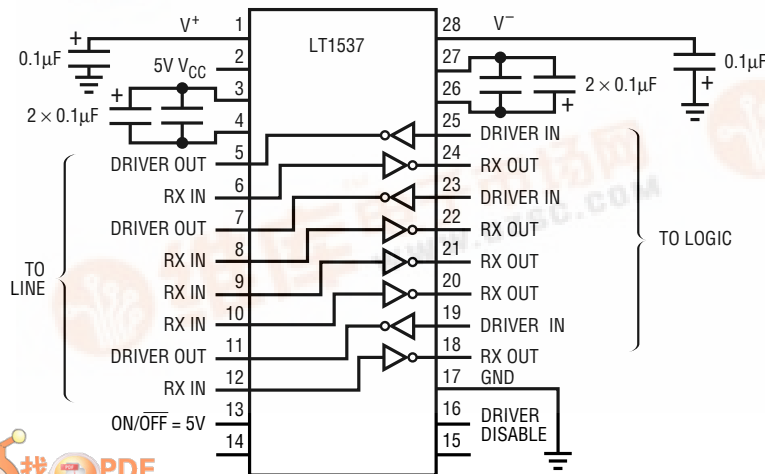 V+ 1 LT1537 28 V−
0.1µF + 5V VCC 2 27 0.1µF +
2 × 0.1µF + 3 26 2 × 0.1µF +
4 25 DRIVER IN
DRIVER OUT 5 24 RX OUT
RX IN 6 23 DRIVER IN
DRIVER OUT 7 22 RX OUT
RX IN 8 21 RX OUT
TO LINE RX IN 9 20 RX OUT TO LOGIC
RX IN 10 19 DRIVER IN
DRIVER OUT 11 18 RX OUT
RX IN 12 17 GND
ON/OFF = 5V 13 16 DRIVER DISABLE
14 15
找 PDF